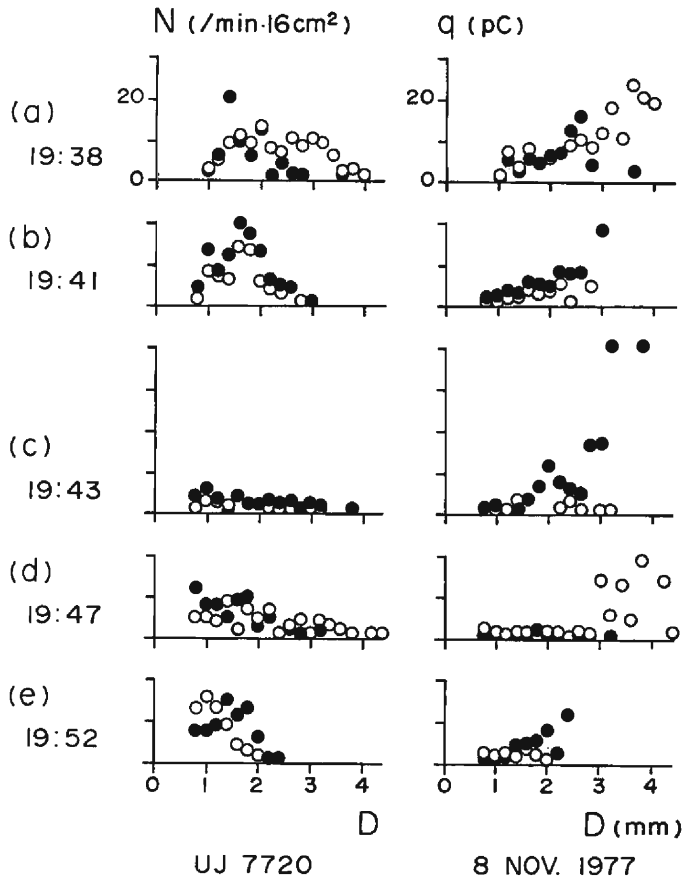 N (/min·16cm²) q (pC)
(a)
19:38
20 20
0 0
(b)
19:41
(c)
19:43
(d)
19:47
(e)
19:52
0 1 2 3 4 0 1 2 3 4
D D (mm)
UJ 7720 8 NOV. 1977